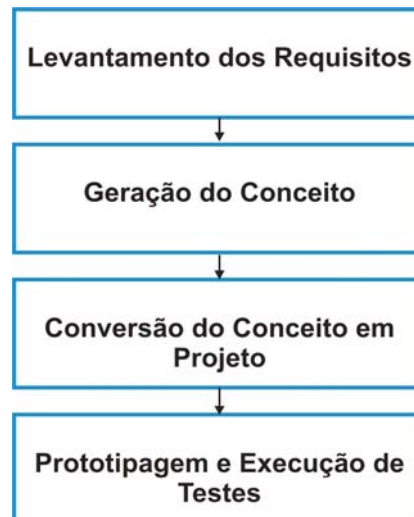 Levantamento dos Requisitos
Geração do Conceito
Conversão do Conceito em
Projeto
Prototipagem e Execução de
Testes